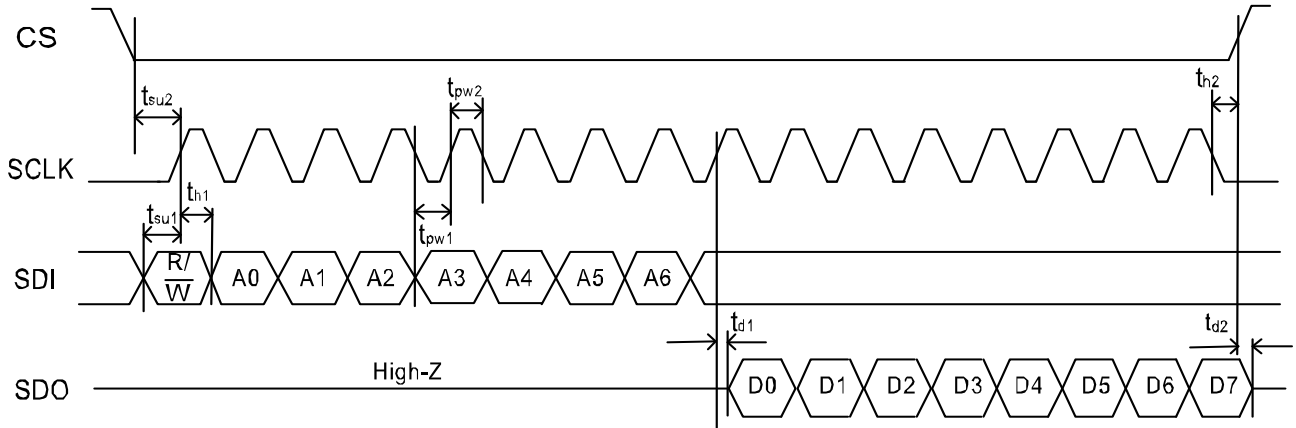 CS
tsu2
tpw2
th2
SCLK
tsu1
th1
tpw1
SDI
R/
W
A0
A1
A2
A3
A4
A5
A6
td1
td2
SDO
High-Z
D0
D1
D2
D3
D4
D5
D6
D7